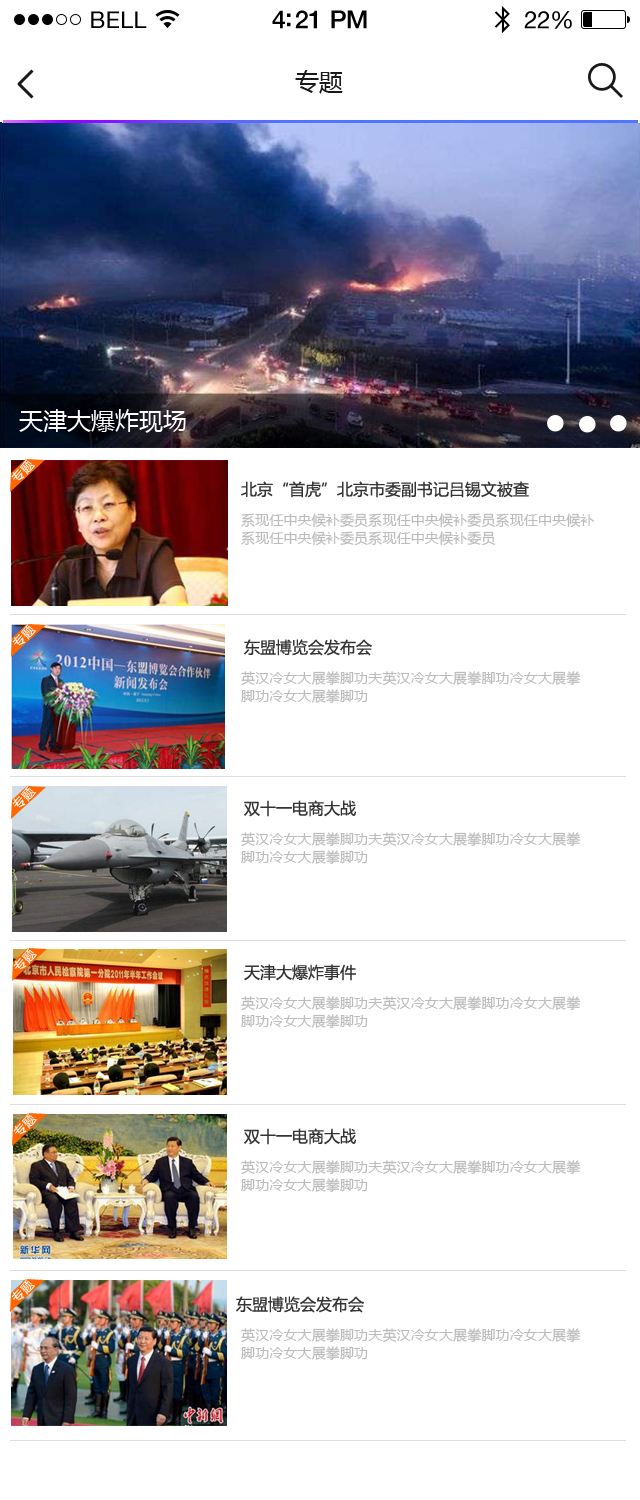 BELL 4:21 PM 22%
专题
天津大爆炸现场
专题
北京“首虎”北京市委副书记吕锡文被查
系现任中央候补委员系现任中央候补委员系现任中央候补
系现任中央候补委员系现任中央候补委员
专题
2012中国—东盟博览会合作伙伴
新闻发布会
东盟博览会发布会
英汉冷女大展拳脚功夫英汉冷女大展拳脚功冷女大展拳
脚功冷女大展拳脚功
专题
双十一电商大战
英汉冷女大展拳脚功夫英汉冷女大展拳脚功冷女大展拳
脚功冷女大展拳脚功
专题
北京市人民检察院第一分院2011年半年工作会议
天津大爆炸事件
英汉冷女大展拳脚功夫英汉冷女大展拳脚功冷女大展拳
脚功冷女大展拳脚功
专题
新华网
双十一电商大战
英汉冷女大展拳脚功夫英汉冷女大展拳脚功冷女大展拳
脚功冷女大展拳脚功
专题
中新网
东盟博览会发布会
英汉冷女大展拳脚功夫英汉冷女大展拳脚功冷女大展拳
脚功冷女大展拳脚功